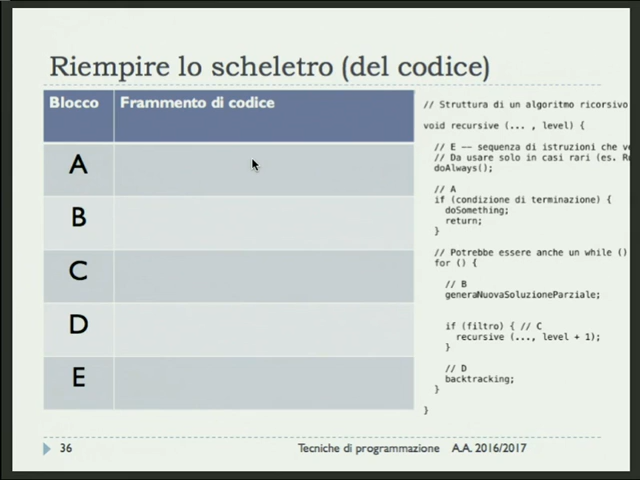 Riempire lo scheletro (del codice)
Blocco Frammento di codice
A
B
C
D
E
// Struttura di un algoritmo ricorsivo
void recursive (... , level) {
// E -- sequenza di istruzioni che
// Da usare solo in casi rari (es.
doAlways();
// A
if (condizione di terminazione) {
doSomething;
return;
}
// Potrebbe essere anche un while ()
for () {
// B
generaNuovaSoluzioneParziale;
if (filtro) { // C
recursive (..., level + 1);
}
// D
backtracking;
}
}
36 Tecniche di programmazione A.A. 2016/2017